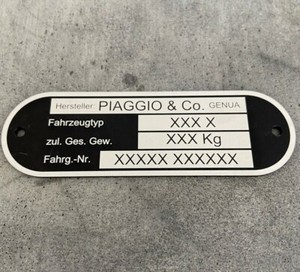 Hersteller: PIAGGIO & Co. GENUA
Fahrzeugtyp XXX X
zul. Ges. Gew. XXX Kg
Fahrg.-Nr. XXXXX XXXXXX